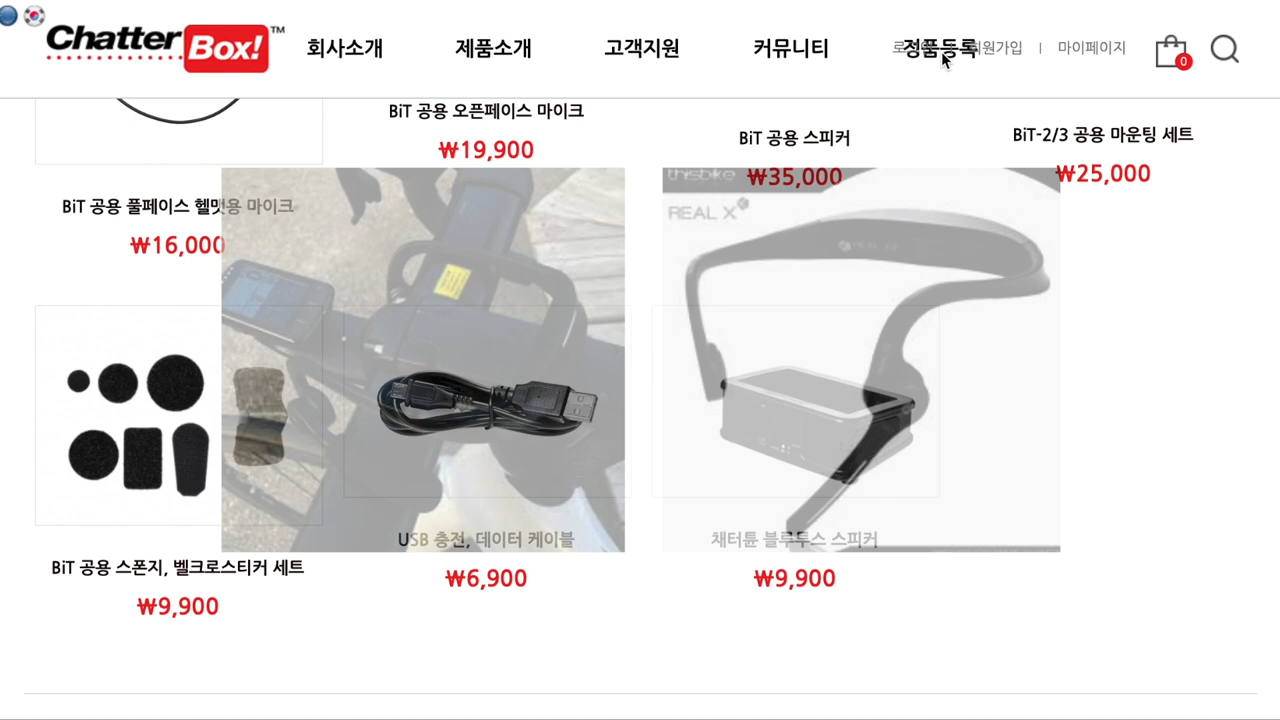 Chatter Box! TM
회사소개
제품소개
고객지원
커뮤니티
정품등록
회원가입
마이페이지
0
BiT 공용 오픈페이스 마이크
₩19,900
BiT 공용 스피커
₩35,000
BiT-2/3 공용 마운팅 세트
₩25,000
BiT 공용 풀페이스 헬멧용 마이크
₩16,000
thisbike
REAL X
USB 충전, 데이터 케이블
₩6,900
채터튠 블루투스 스피커
₩9,900
BiT 공용 스폰지, 벨크로스티커 세트
₩9,900